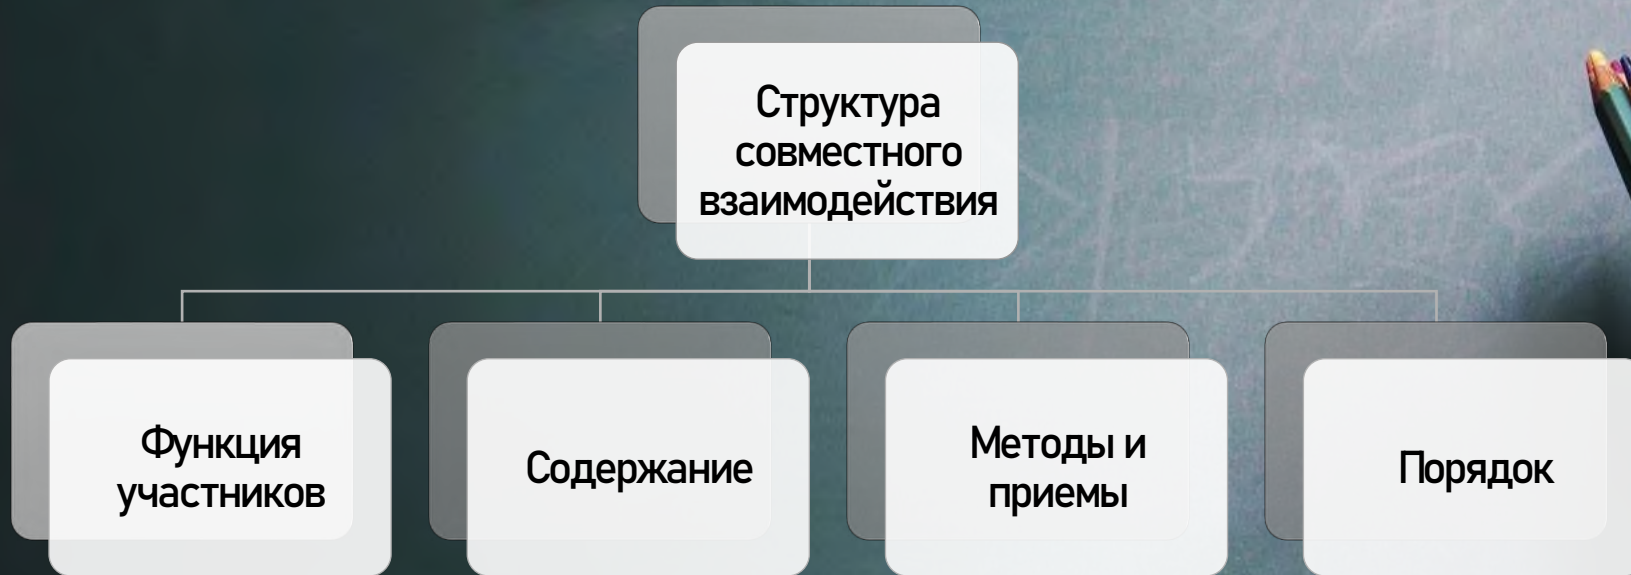 Структура
совместного
взаимодействия
Функция
участников
Содержание
Методы и
приемы
Порядок